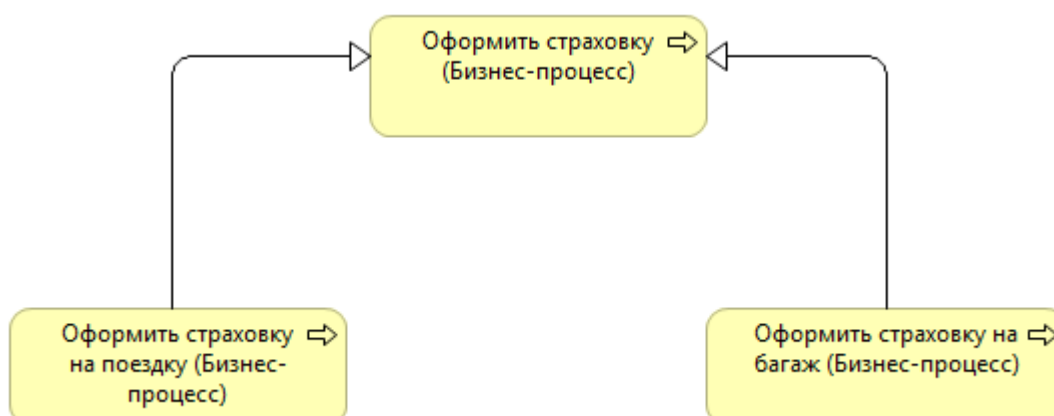 Оформить страховку
(Бизнес-процесс)
Оформить страховку
на поездку (Бизнес-
процесс)
Оформить страховку на
багаж (Бизнес-процесс)